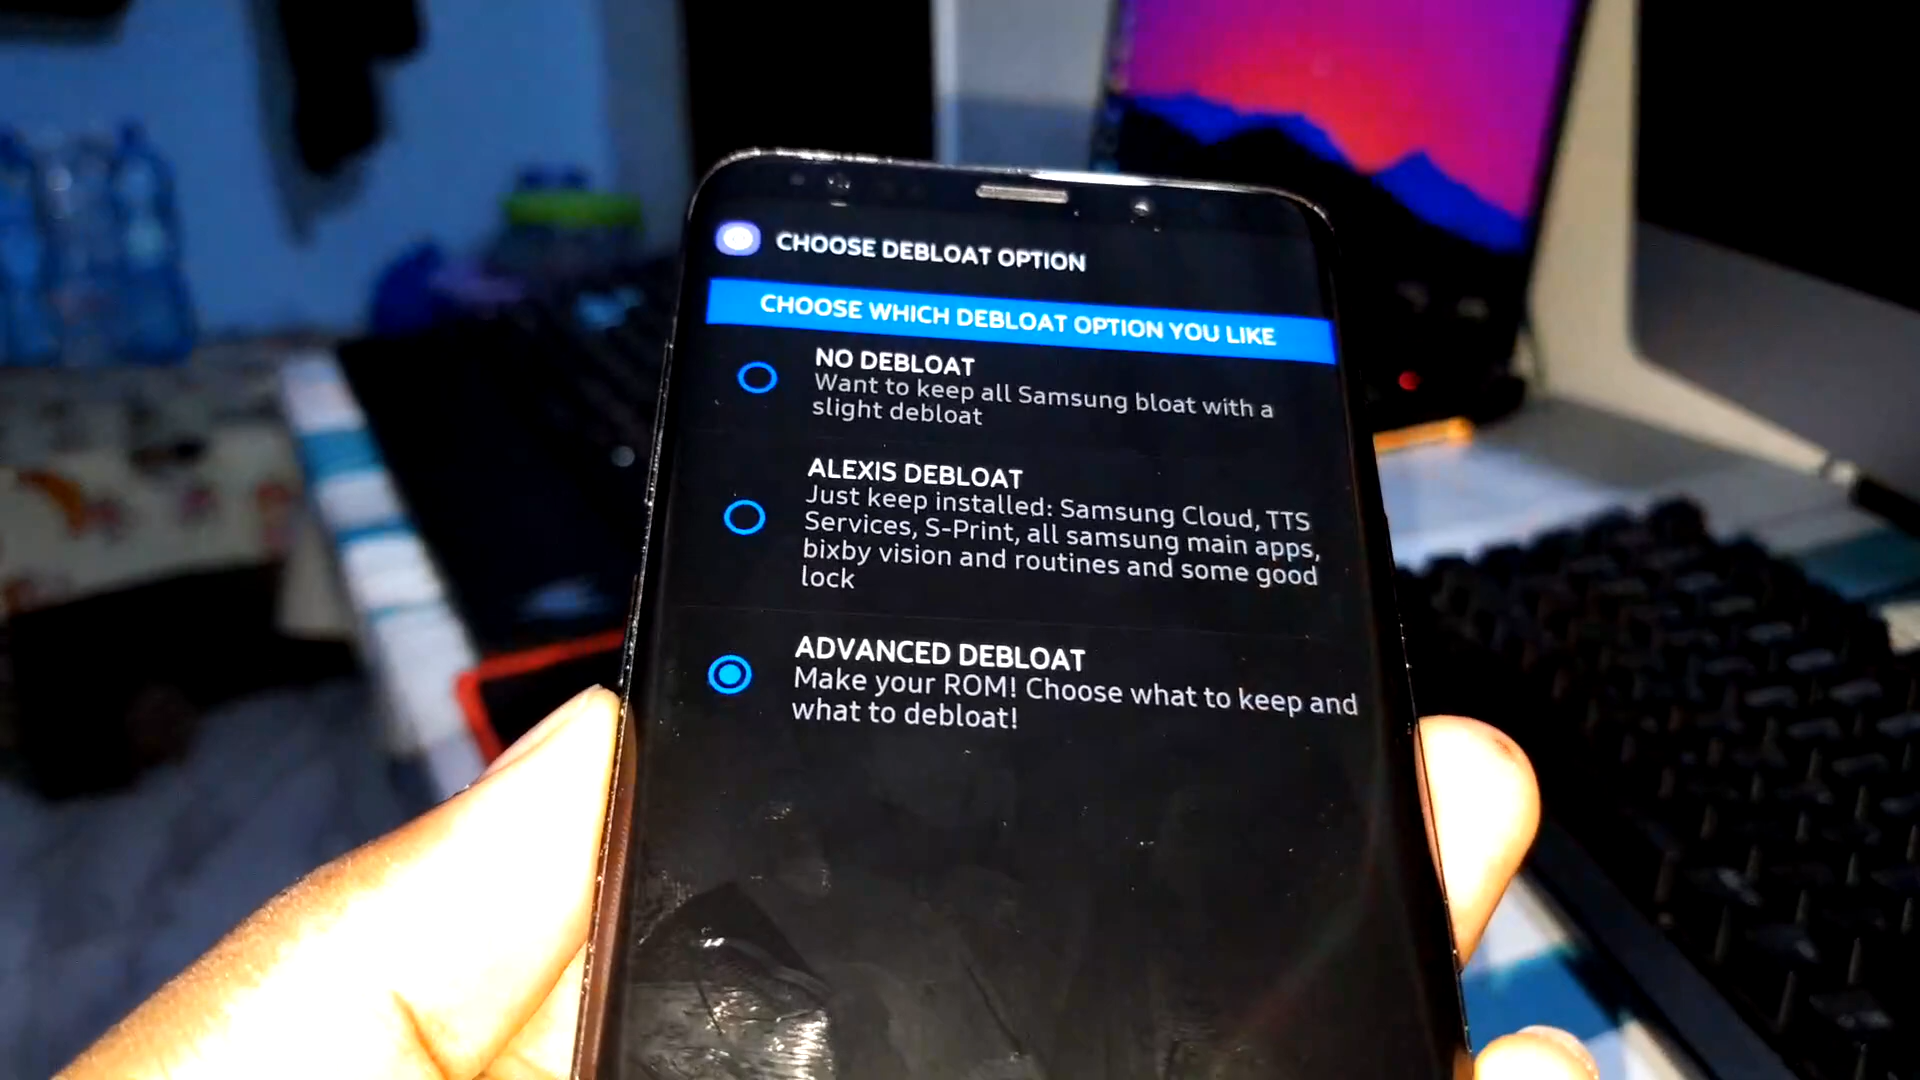 CHOOSE DEBLOAT OPTION
CHOOSE WHICH DEBLOAT OPTION YOU LIKE
NO DEBLOAT
Want to keep all Samsung bloat with a
slight debloat
ALEXIS DEBLOAT
Just keep installed: Samsung Cloud, TTS
Services, S-Print, all samsung main apps,
bixby vision and routines and some good
lock
ADVANCED DEBLOAT
Make your ROM! Choose what to keep and
what to debloat!